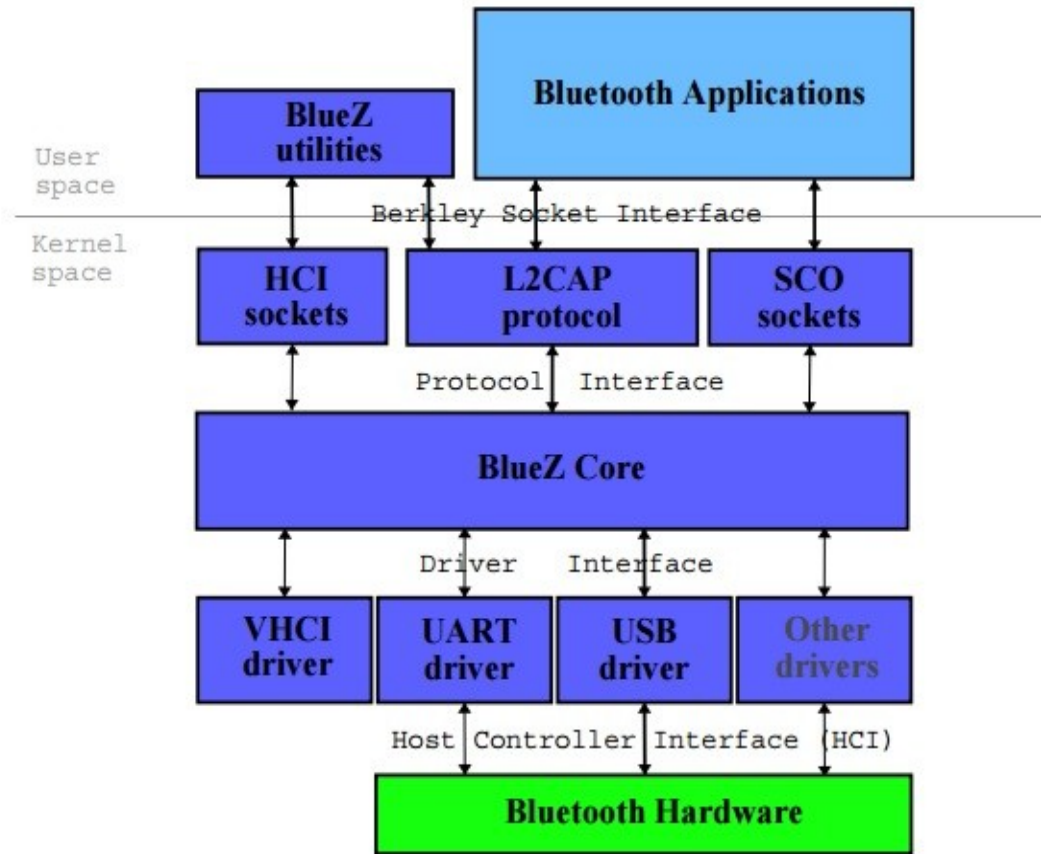 Bluetooth Applications
BlueZ
utilities
User
space
Berkley Socket Interface
Kernel
space
HCI
sockets
L2CAP
protocol
SCO
sockets
Protocol Interface
BlueZ Core
Driver Interface
VHCI
driver
UART
driver
USB
driver
Other
drivers
Host Controller Interface (HCI)
Bluetooth Hardware